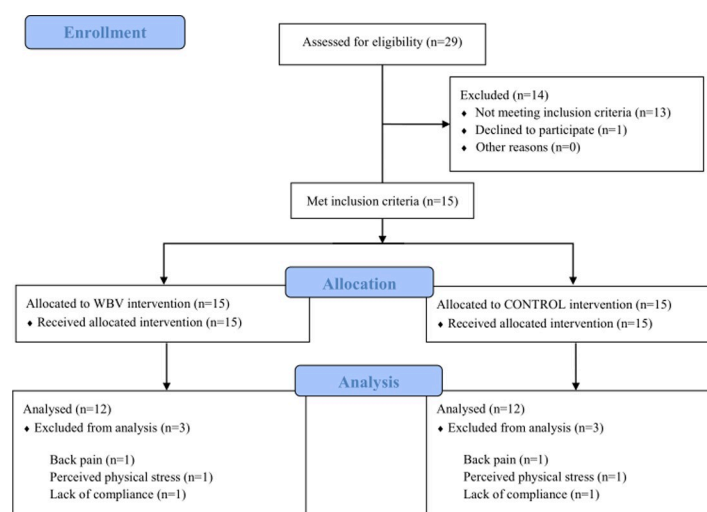 Enrollment
Assessed for eligibility (n=29)
Excluded (n=14)
♦ Not meeting inclusion criteria (n=13)
♦ Declined to participate (n=1)
♦ Other reasons (n=0)
Met inclusion criteria (n=15)
Allocation
Allocated to WBV intervention (n=15)
♦ Received allocated intervention (n=15)
Allocated to CONTROL intervention (n=15)
♦ Received allocated intervention (n=15)
Analysis
Analysed (n=12)
♦ Excluded from analysis (n=3)
Back pain (n=1)
Perceived physical stress (n=1)
Lack of compliance (n=1)
Analysed (n=12)
♦ Excluded from analysis (n=3)
Back pain (n=1)
Perceived physical stress (n=1)
Lack of compliance (n=1)